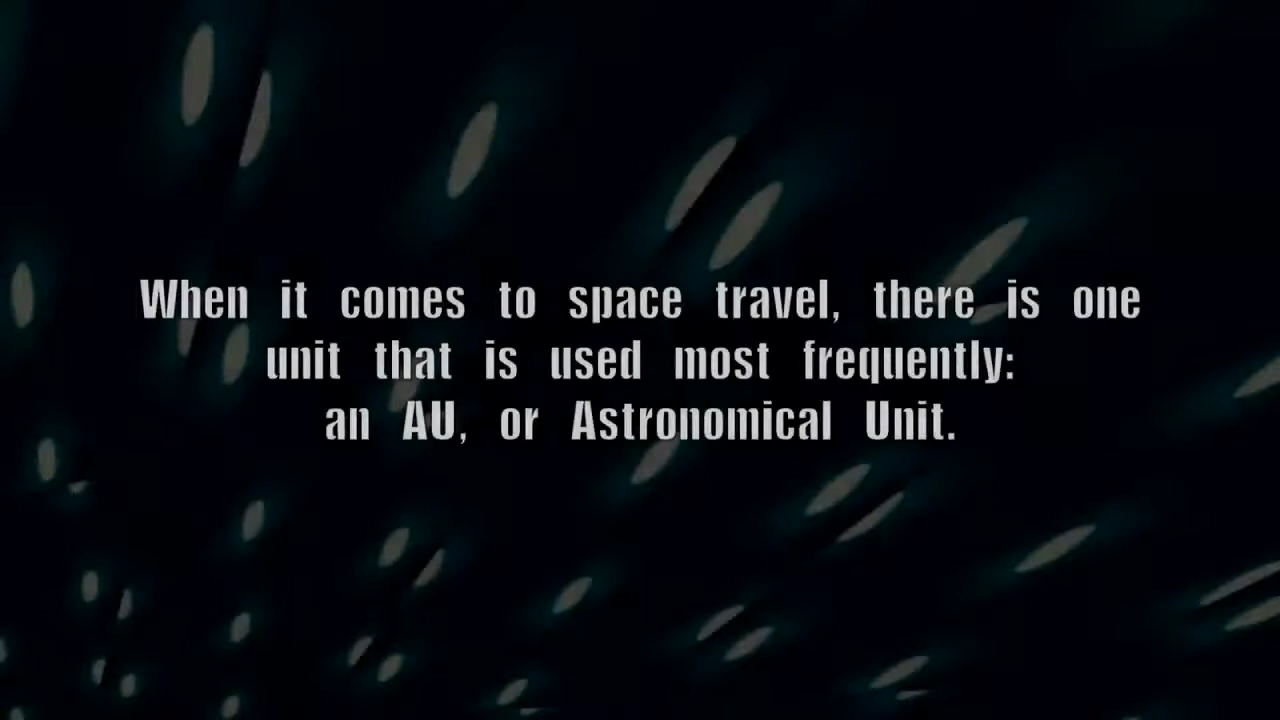 When it comes to space travel, there is one
unit that is used most frequently:
an AU, or Astronomical Unit.